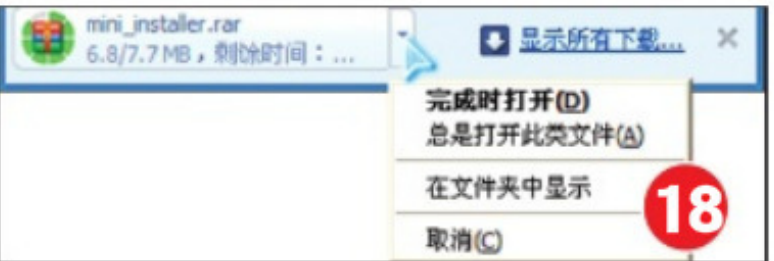 mini_installer.rar
6.8/7.7 MB，剩余时间：...
显示所有下载...
完成时打开(D)
总是打开此类文件(A)
在文件夹中显示
18
取消(C)